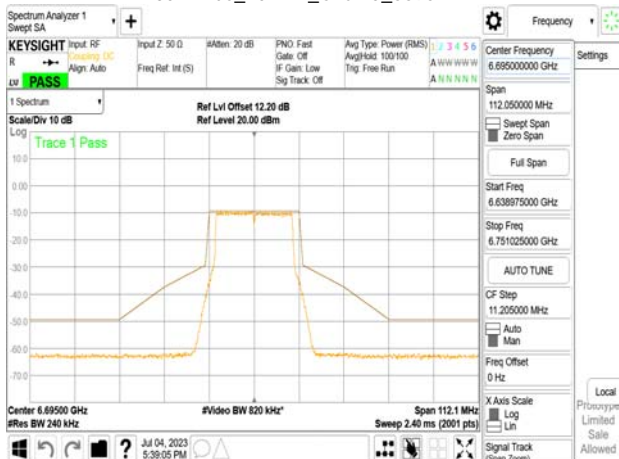 Spectrum Analyzer 1
Swept SA
Frequency
KEYSIGHT
Input: RF
Coupling: DC
Align: Auto
Input Z: 50 Ω
Freq Ref: Int (S)
#Atten: 20 dB
PNO: Fast
Gate: Off
IF Gain: Low
Sig Track: Off
Avg Type: Power (RMS)
Avg|Hold: 100/100
Trig: Free Run
1 2 3 4 5 6
A W W W W W
A N N N N N
R
LU
PASS
Center Frequency
6.695000000 GHz
Settings
Span
112.050000 MHz
Swept Span
Zero Span
Full Span
Start Freq
6.638975000 GHz
Stop Freq
6.751025000 GHz
AUTO TUNE
CF Step
11.205000 MHz
Auto
Man
Freq Offset
0 Hz
X Axis Scale
Log
Lin
Signal Track
(Span Zoom)
Local
Prototype
Limited
Sale
Allowed
1 Spectrum
Scale/Div 10 dB
Ref Lvl Offset 12.20 dB
Ref Level 20.00 dBm
Log
Trace 1 Pass
10.0
0.00
-10.0
-20.0
-30.0
-40.0
-50.0
-60.0
-70.0
Center 6.69500 GHz
#Res BW 240 kHz
#Video BW 820 kHz*
Span 112.1 MHz
Sweep 2.40 ms (2001 pts)
Jul 04, 2023
5:39:05 PM